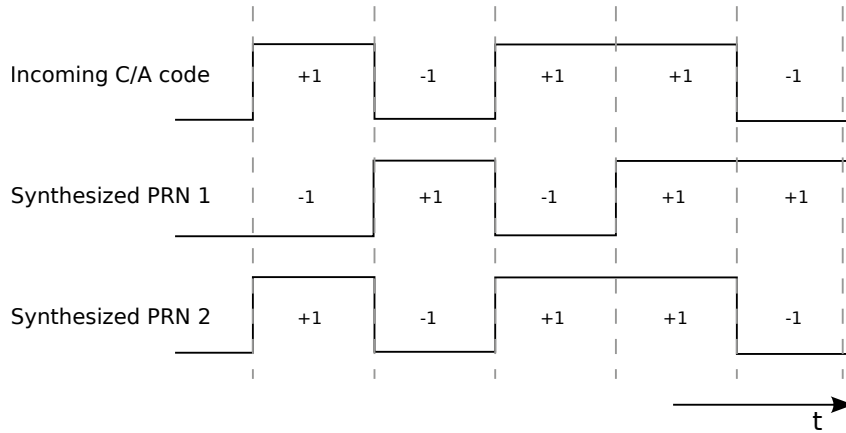 Incoming C/A code +1 -1 +1 +1 -1
Synthesized PRN 1 -1 +1 -1 +1 +1
Synthesized PRN 2 +1 -1 +1 +1 -1
t